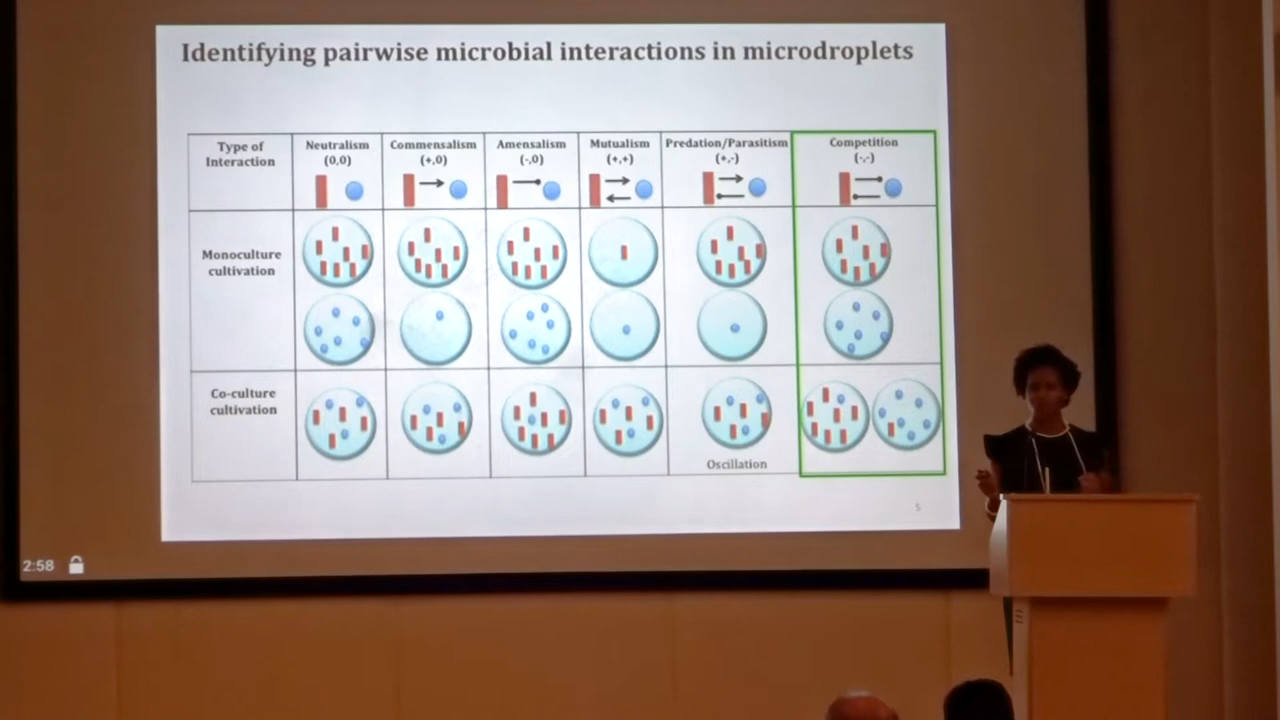 Identifying pairwise microbial interactions in microdroplets
Type of
Interaction
Neutralism
(0,0)
Commensalism
(+,0)
Amensalism
(-,0)
Mutualism
(+,+)
Predation/Parasitism
(+,-)
Competition
(-,-)
Monoculture
cultivation
Co-culture
cultivation
Oscillation
5
2:58